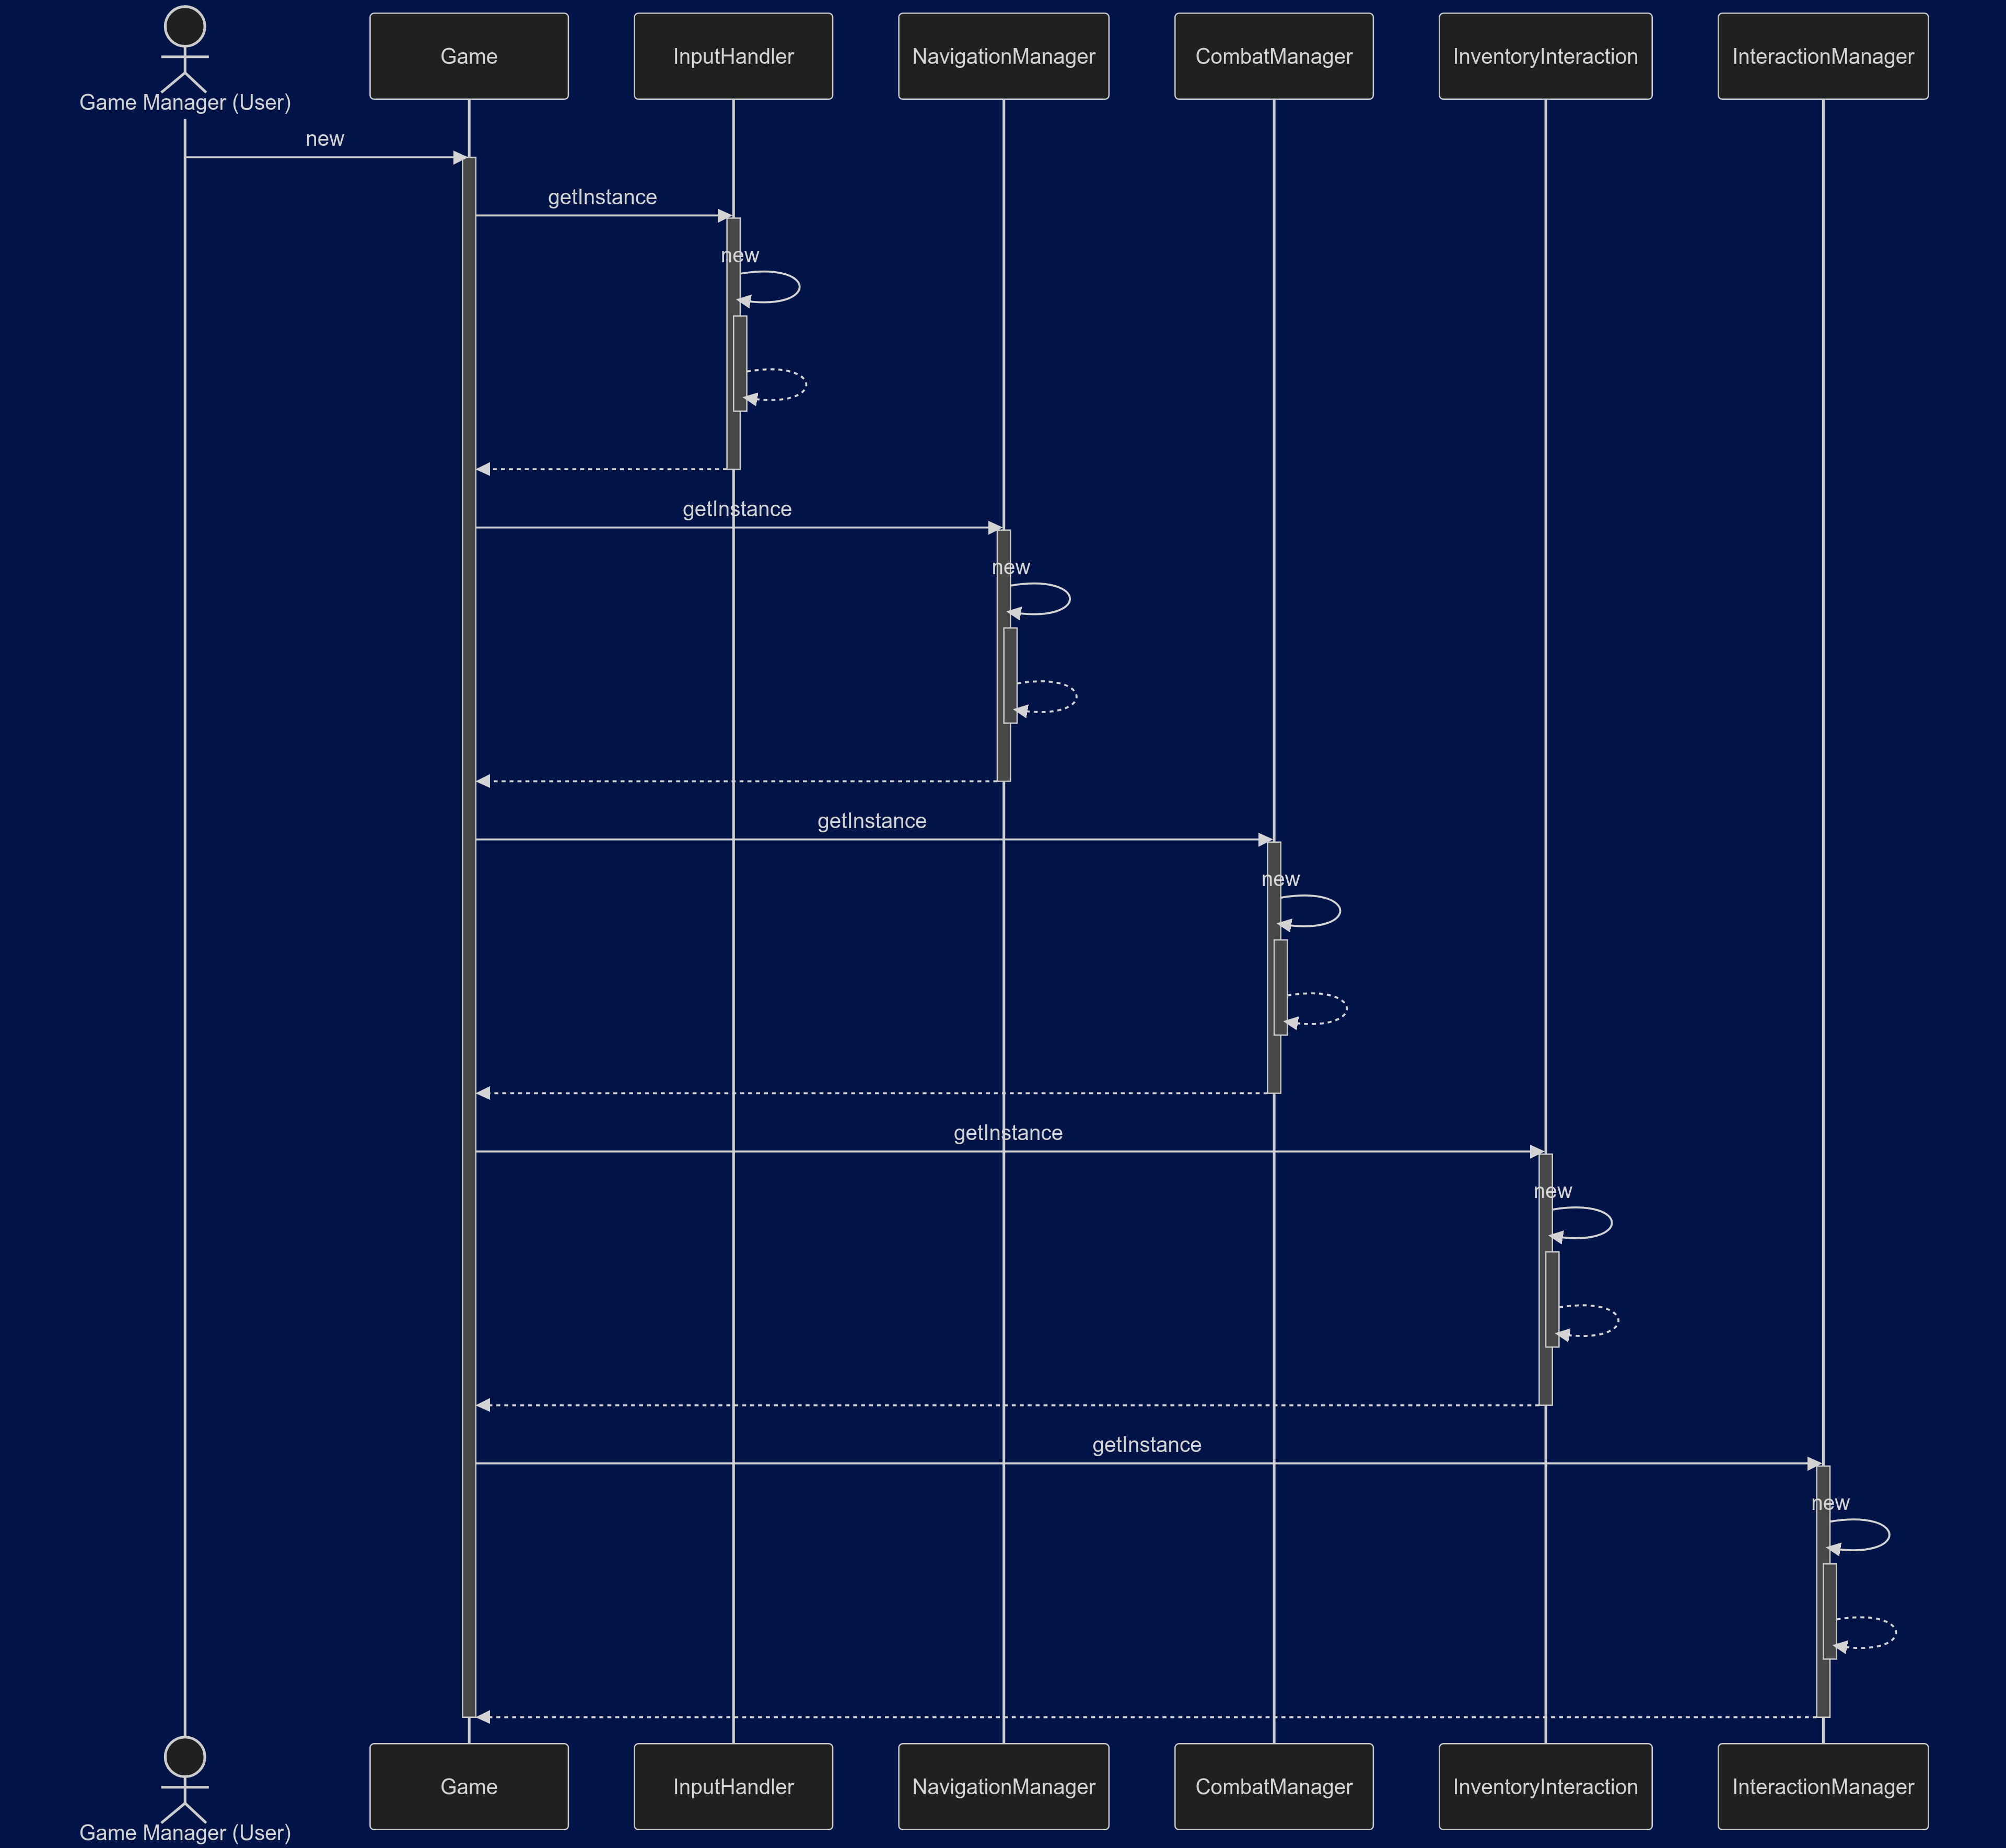 Game Manager (User)
Game
InputHandler
NavigationManager
CombatManager
InventoryInteraction
InteractionManager
new
getInstance
new
getInstance
new
getInstance
new
getInstance
new
getInstance
new
Game Manager (User)
Game
InputHandler
NavigationManager
CombatManager
InventoryInteraction
InteractionManager